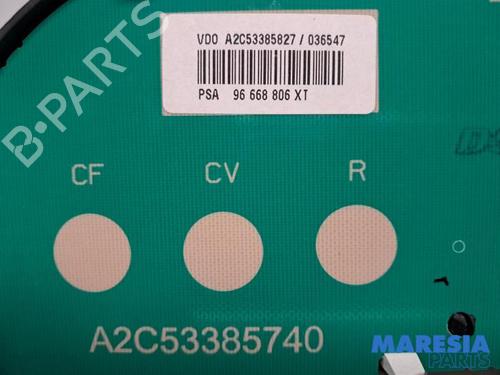 VDO A2C53385827 / 036547
PSA 96 668 806 XT
B-PARTS
CF CV R
A2C53385740
MARESIA
PARTS